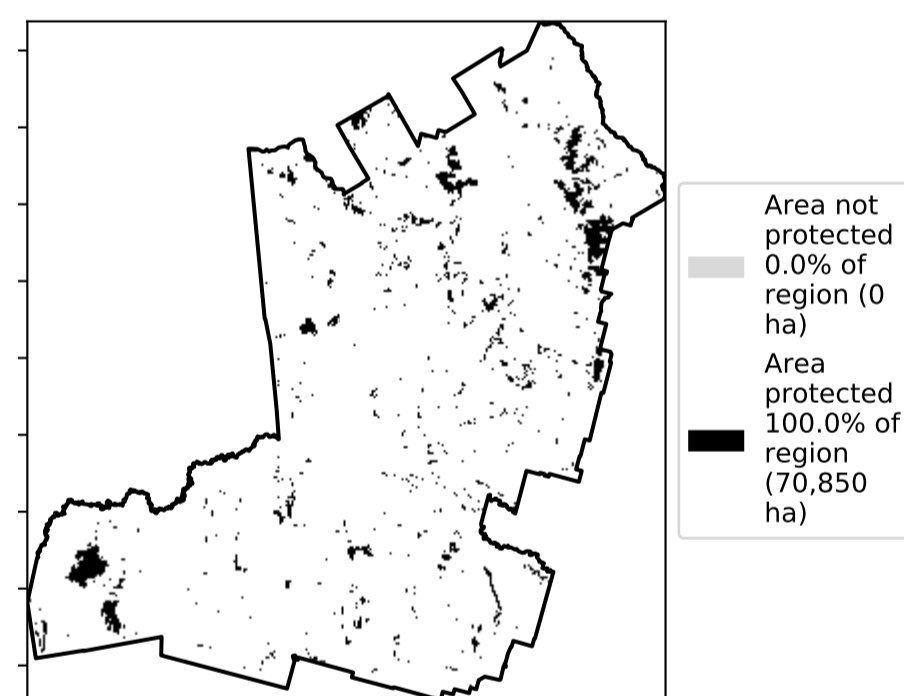 Area not
protected
0.0% of
region (0
ha)
Area
protected
100.0% of
region
(70,850
ha)